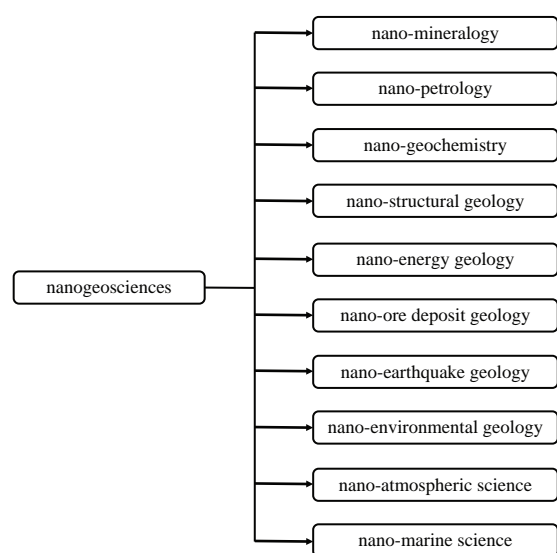 nano-mineralogy
nano-petrology
nano-geochemistry
nano-structural geology
nano-energy geology
nanogeosciences
nano-ore deposit geology
nano-earthquake geology
nano-environmental geology
nano-atmospheric science
nano-marine science